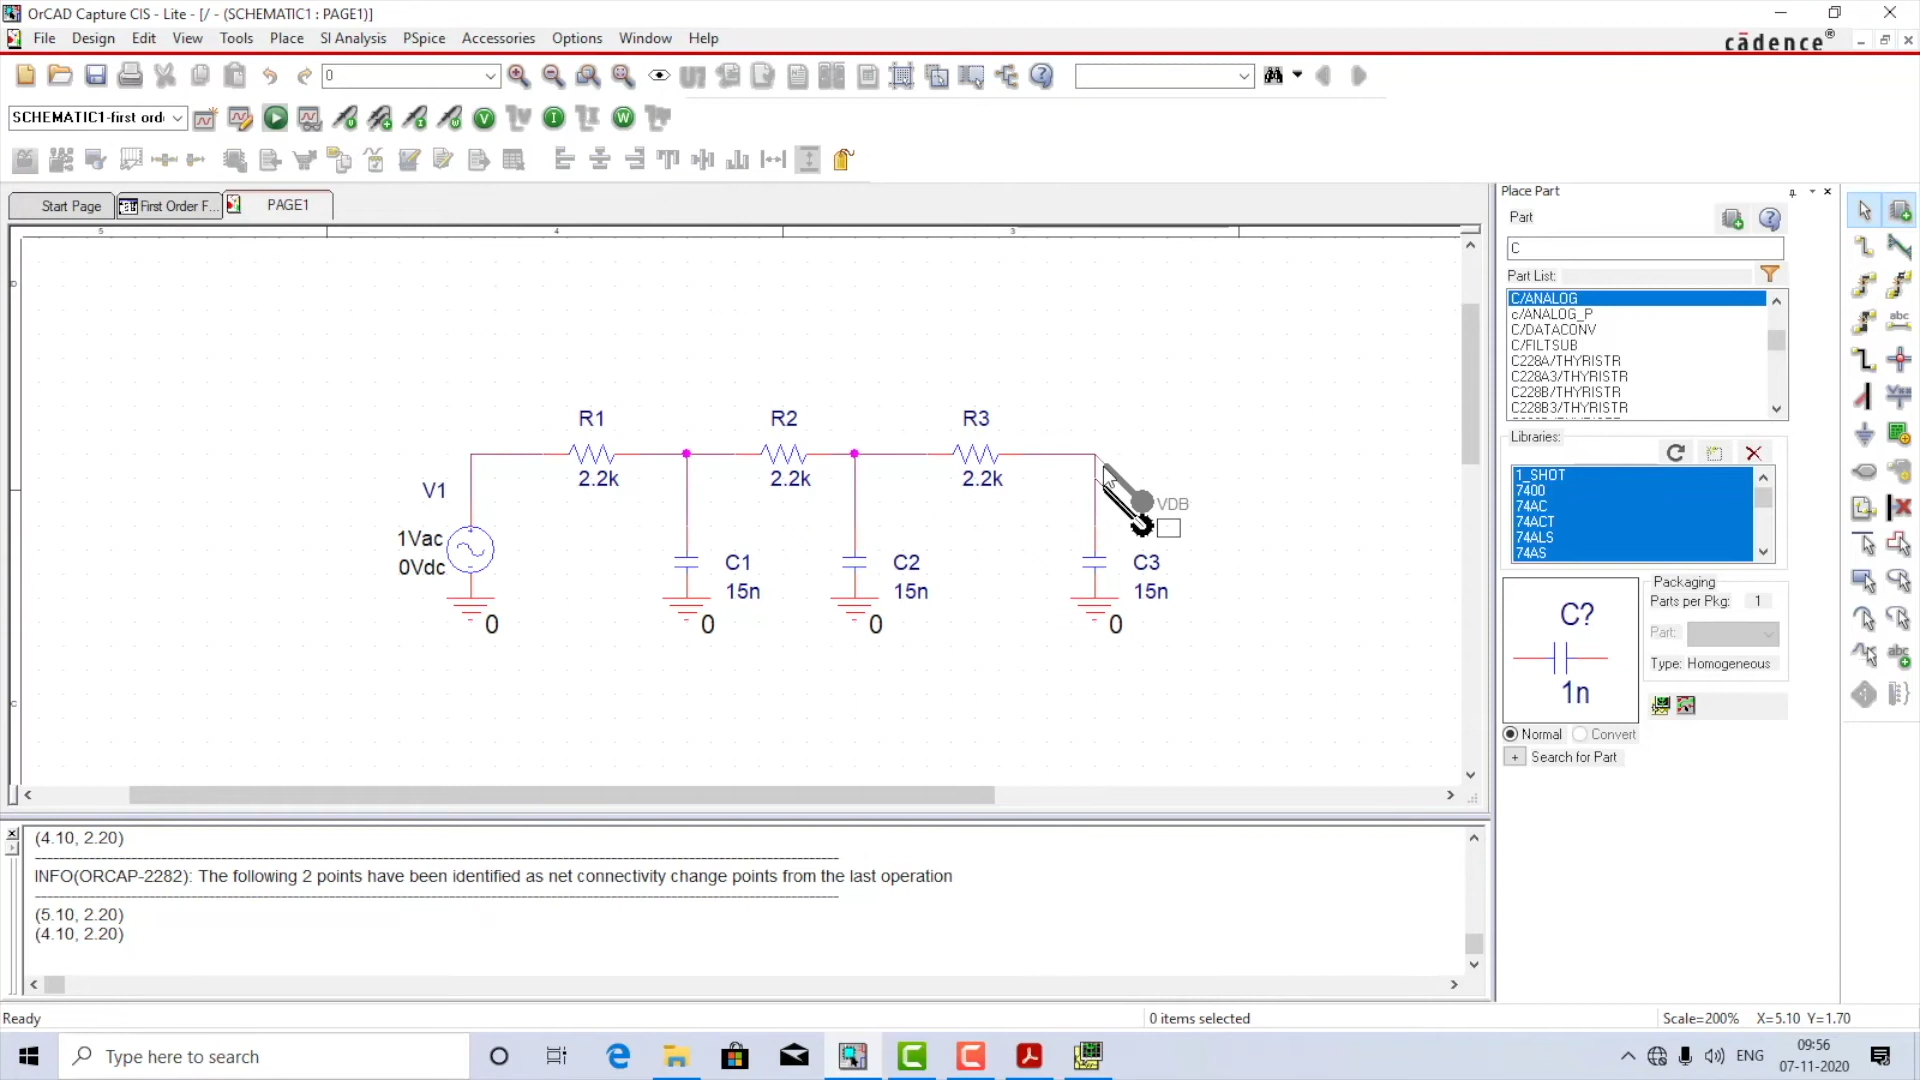 OrCAD Capture CIS - Lite - [/ - (SCHEMATIC1 : PAGE1)]
File Design Edit View Tools Place SI Analysis PSpice Accessories Options Window Help
cādence®
0
SCHEMATIC1-first ord
V I W
Start Page First Order F... PAGE1
5 4 3
D
C
R1 R2 R3
2.2k 2.2k 2.2k
V1
VDB
1Vac
0Vdc
C1 C2 C3
15n 15n 15n
0 0 0 0
Place Part
Part
C
Part List:
C/ANALOG
c/ANALOG_P
C/DATACONV
C/FILTSUB
C228A/THYRISTR
C228A3/THYRISTR
C228B/THYRISTR
C228B3/THYRISTR
Libraries:
1_SHOT
7400
74AC
74ACT
74ALS
74AS
Packaging
Parts per Pkg: 1
Part:
Type: Homogeneous
C?
1n
Normal Convert
+ Search for Part
abc
abc
(4.10, 2.20)
INFO(ORCAP-2282): The following 2 points have been identified as net connectivity change points from the last operation
(5.10, 2.20)
(4.10, 2.20)
Ready 0 items selected Scale=200% X=5.10 Y=1.70
Type here to search
ENG
09:56
07-11-2020